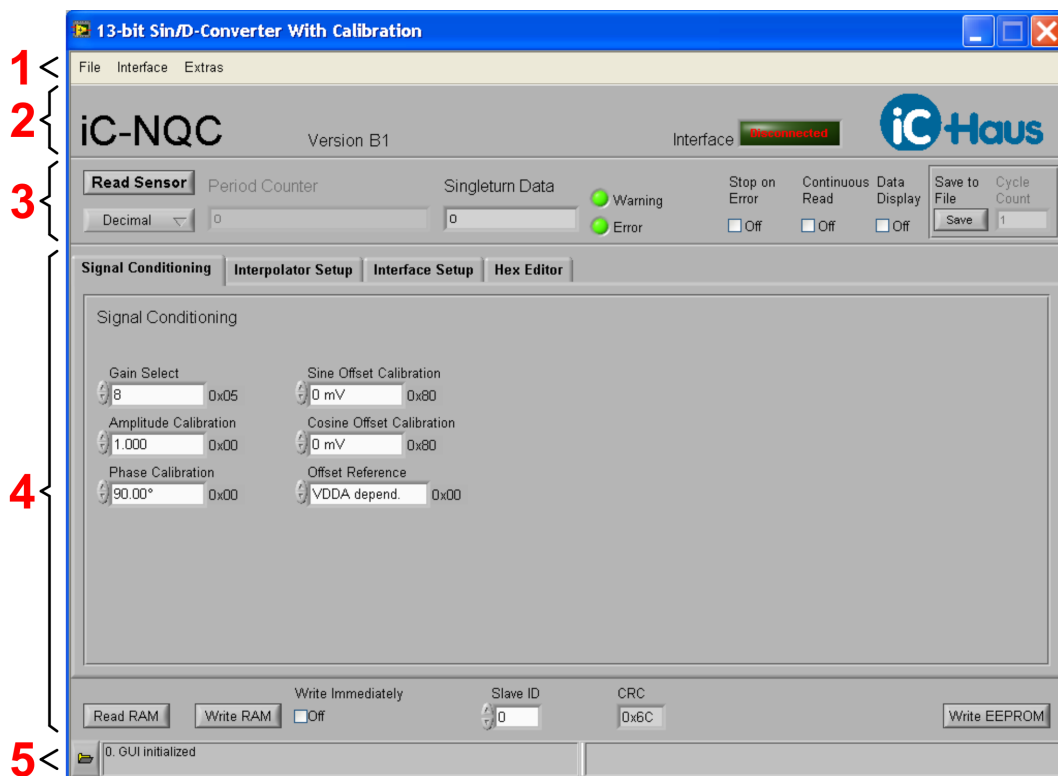 13-bit Sin/D-Converter With Calibration
1
File Interface Extras
2
iC-NQC
Version B1
Interface Disconnected
iC Haus
3
Read Sensor Period Counter Singleturn Data
Decimal 0 0
Warning
Error
Stop on Error Off
Continuous Read Off
Data Display Off
Save to File Save
Cycle Count 1
4
Signal Conditioning Interpolator Setup Interface Setup Hex Editor
Signal Conditioning
Gain Select Sine Offset Calibration
8 0x05 0 mV 0x80
Amplitude Calibration Cosine Offset Calibration
1.000 0x00 0 mV 0x80
Phase Calibration Offset Reference
90.00° 0x00 VDDA depend. 0x00
Write Immediately Slave ID CRC
Read RAM Write RAM Off 0 0x6C Write EEPROM
5
0. GUI initialized